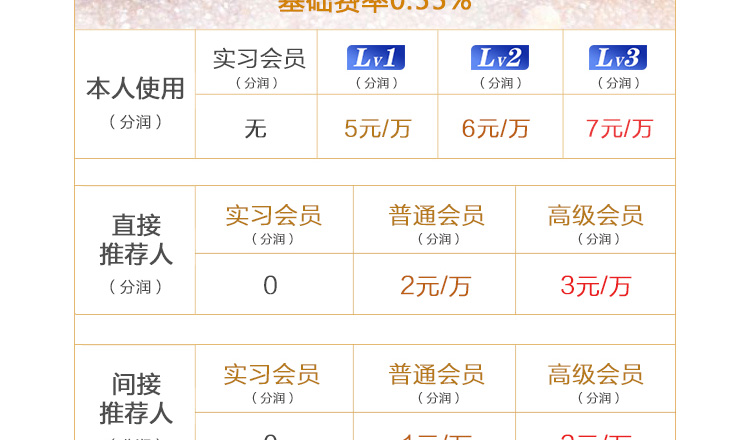 基础费率0.55%
本人使用
（分润）
实习会员
（分润）
Lv1
（分润）
Lv2
（分润）
Lv3
（分润）
无
5元/万
6元/万
7元/万
直接
推荐人
（分润）
实习会员
（分润）
普通会员
（分润）
高级会员
（分润）
0
2元/万
3元/万
间接
推荐人
实习会员
（分润）
普通会员
（分润）
高级会员
（分润）
0
1元/万